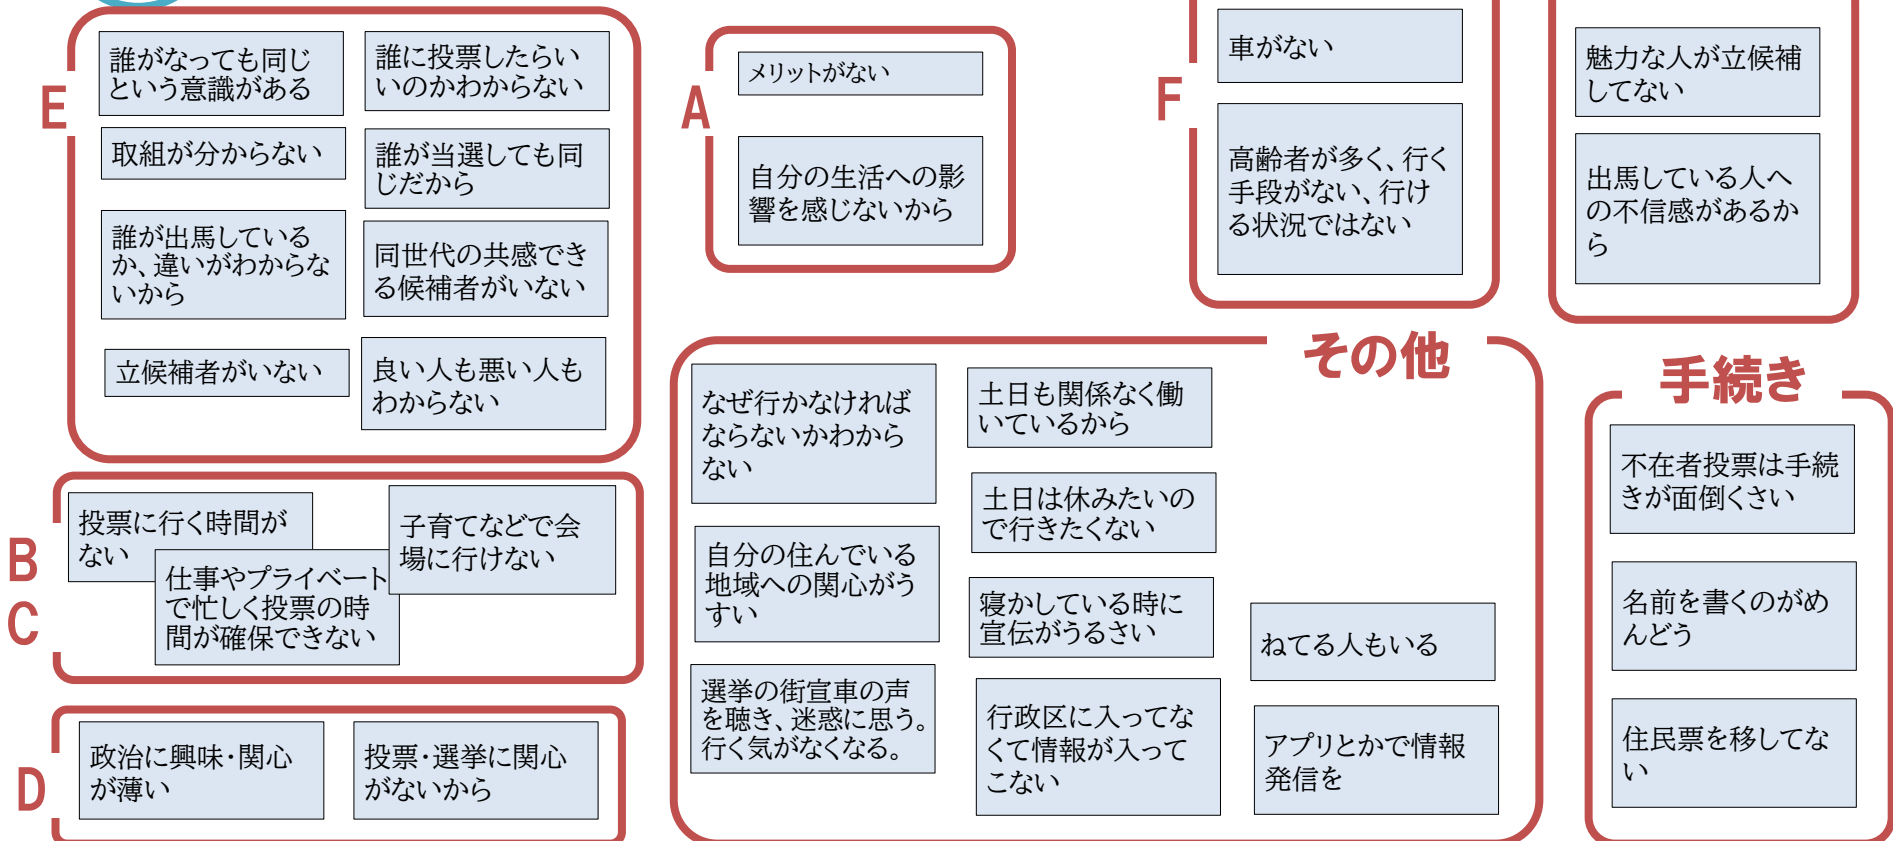 E
誰がなっても同じ
という意識がある
誰に投票したらい
いのかわからない
取組が分からない
誰が当選しても同
じだから
誰が出馬している
か、違いがわからな
いから
同世代の共感でき
る候補者がいない
立候補者がいない
良い人も悪い人も
わからない
A
メリットがない
自分の生活への影
響を感じないから
F
車がない
高齢者が多く、行く
手段がない、行け
る状況ではない
魅力な人が立候補
してない
出馬している人へ
の不信感があるか
ら
B
C
投票に行く時間が
ない
仕事やプライベート
で忙しく投票の時
間が確保できない
子育てなどで会
場に行けない
D
政治に興味・関心
が薄い
投票・選挙に関心
がないから
その他
なぜ行かなければ
ならないかわから
ない
土日も関係なく働
いているから
土日は休みたいの
で行きたくない
自分の住んでいる
地域への関心がう
すい
寝かしている時に
宣伝がうるさい
ねてる人もいる
選挙の街宣車の声
を聴き、迷惑に思う。
行く気がなくなる。
行政区に入ってな
くて情報が入って
こない
アプリとかで情報
発信を
手続き
不在者投票は手続
きが面倒くさい
名前を書くのがめ
んどう
住民票を移してな
い